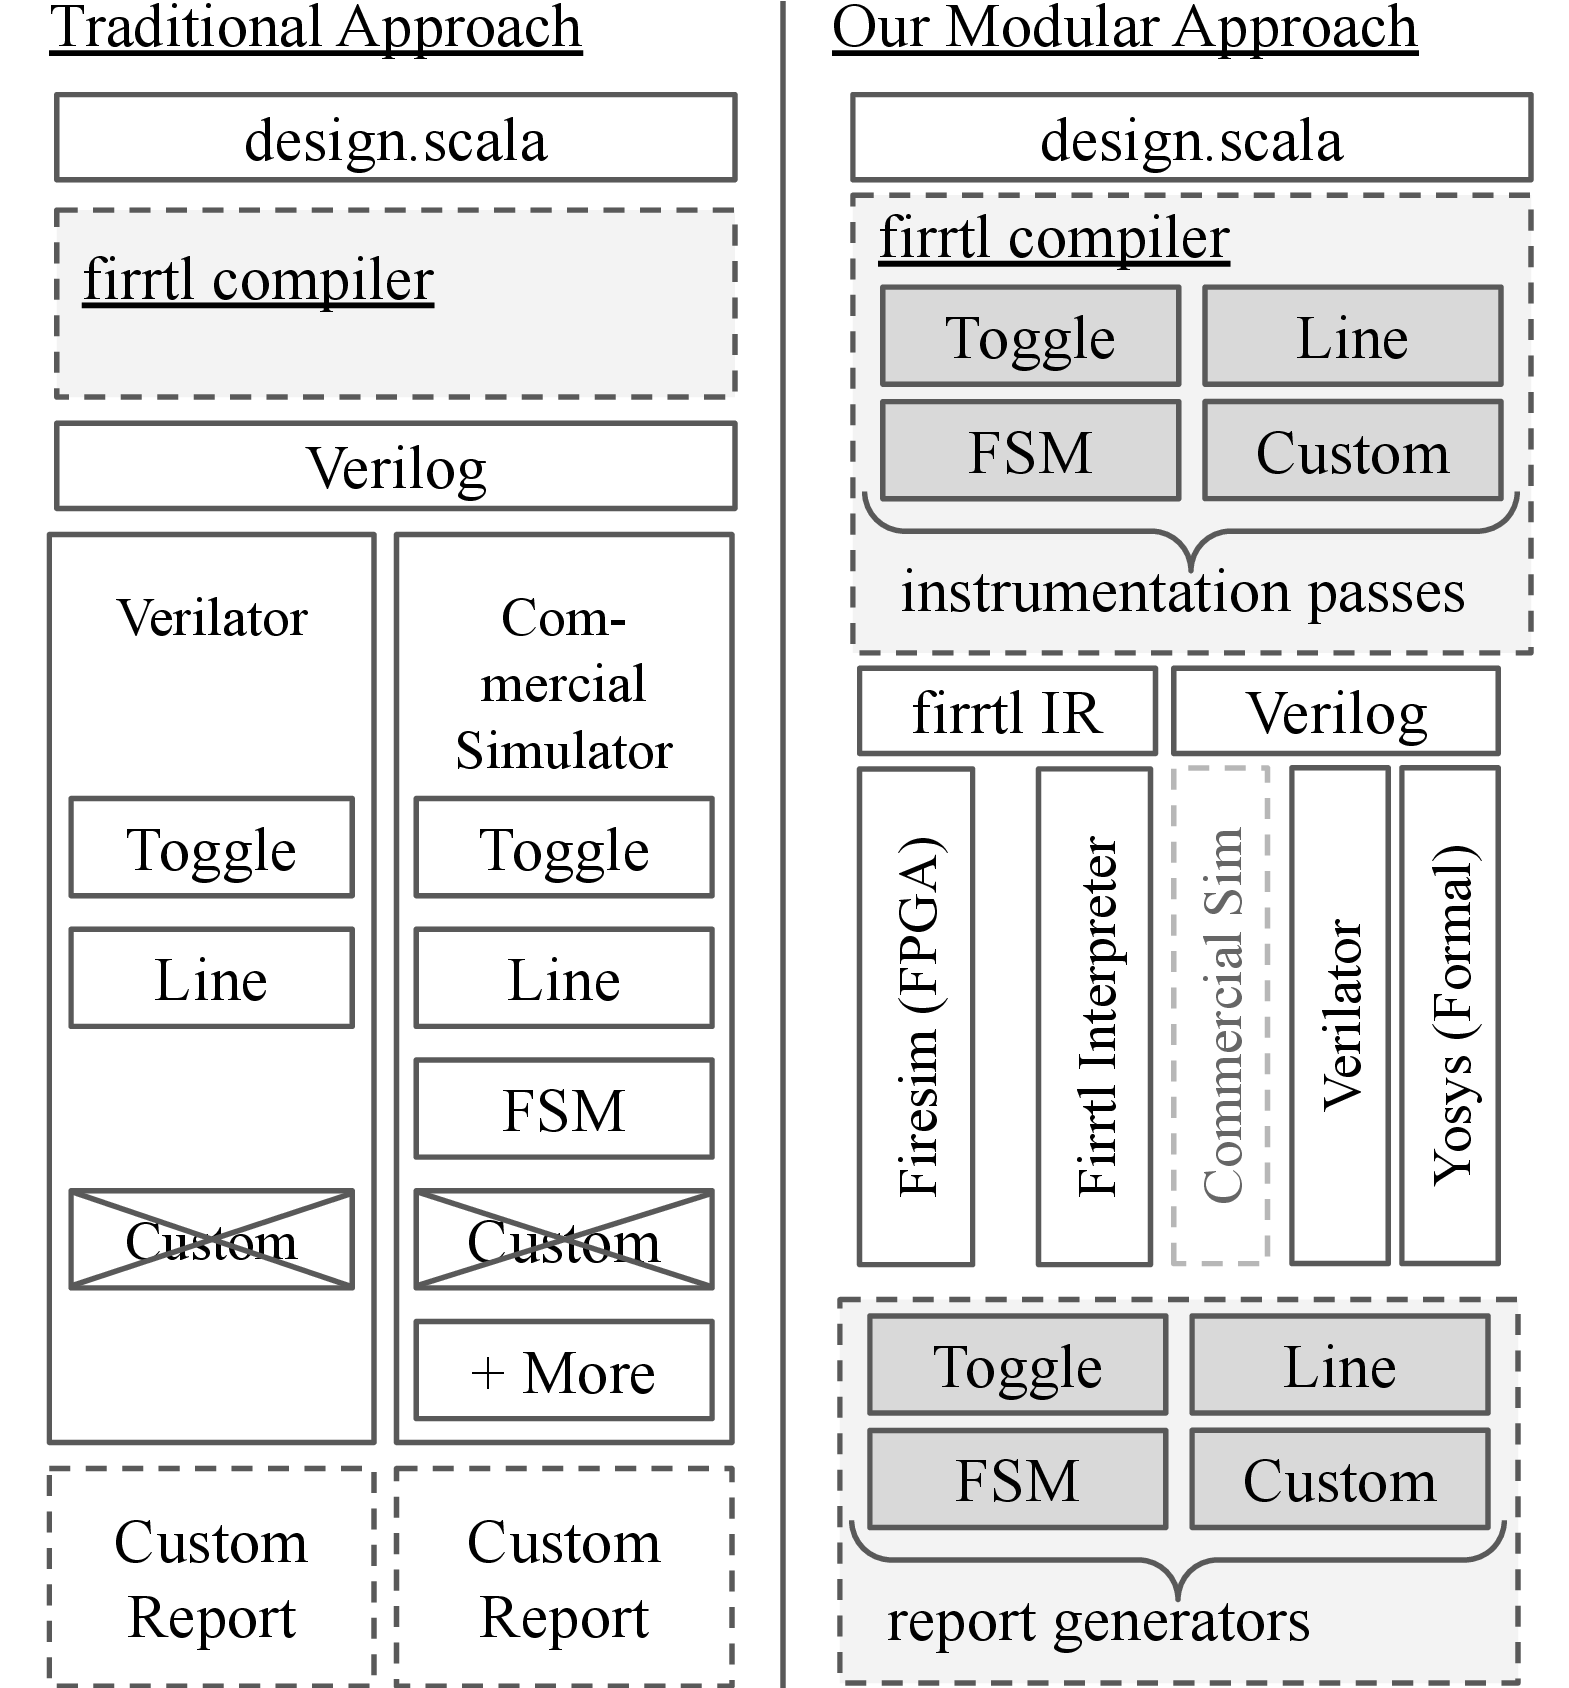 Traditional Approach
design.scala
firrtl compiler
Verilog
Verilator
Toggle
Line
Custom
Com-
mercial
Simulator
Toggle
Line
FSM
Custom
+ More
Custom
Report
Custom
Report
Our Modular Approach
design.scala
firrtl compiler
Toggle
Line
FSM
Custom
instrumentation passes
firrtl IR
Verilog
Firesim (FPGA)
Firrtl Interpreter
Commercial Sim
Verilator
Yosys (Formal)
Toggle
Line
FSM
Custom
report generators